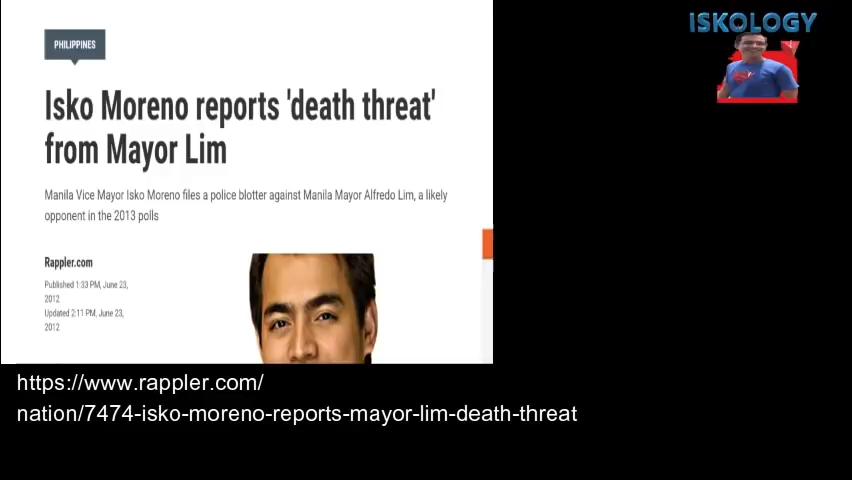 ISKOLOGY
PHILIPPINES
Isko Moreno reports 'death threat'
from Mayor Lim
Manila Vice Mayor Isko Moreno files a police blotter against Manila Mayor Alfredo Lim, a likely
opponent in the 2013 polls
Rappler.com
Published 1:33 PM, June 23,
2012
Updated 2:11 PM, June 23,
2012
https://www.rappler.com/
nation/7474-isko-moreno-reports-mayor-lim-death-threat